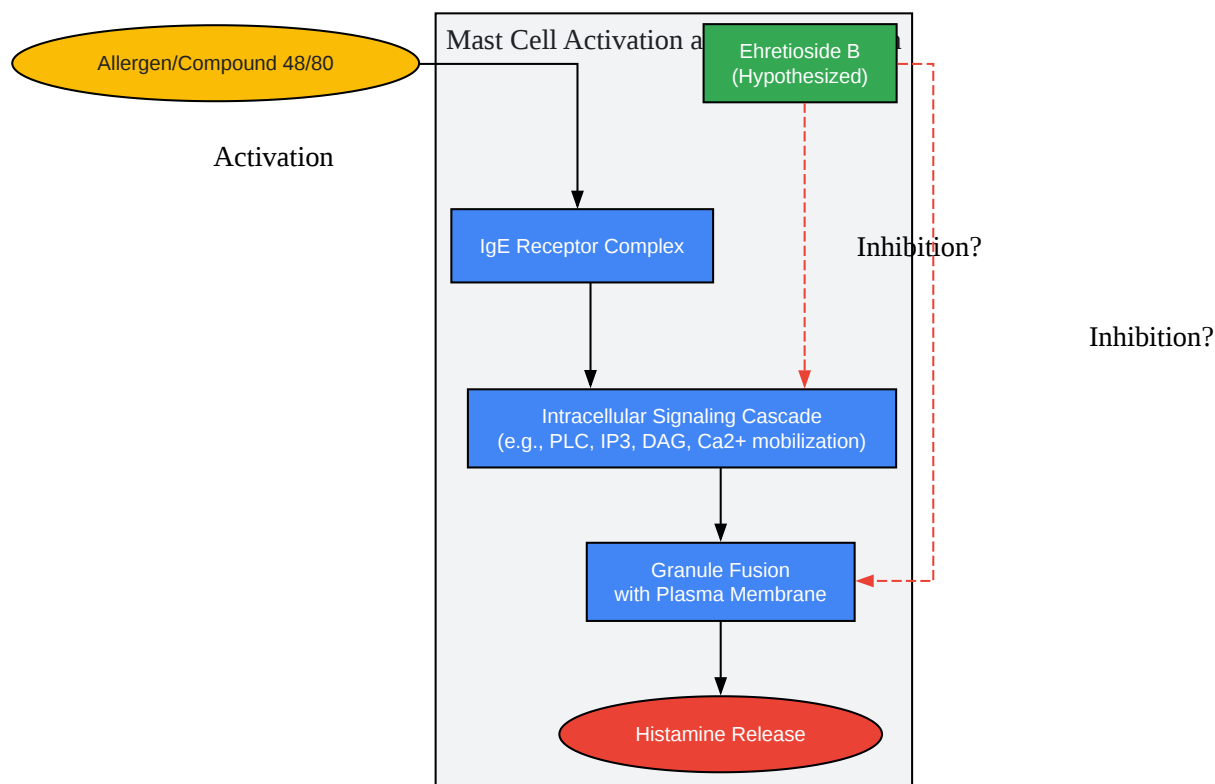 Mast Cell Activation a
Ehretioside B
(Hypothesized)
Allergen/Compound 48/80
Activation
IgE Receptor Complex
Inhibition?
Inhibition?
Intracellular Signaling Cascade
(e.g., PLC, IP3, DAG, Ca2+ mobilization)
Granule Fusion
with Plasma Membrane
Histamine Release